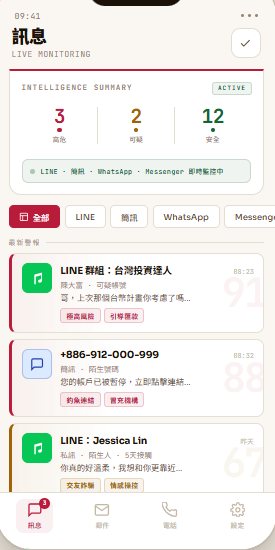 09:41
訊息
LIVE MONITORING
INTELLIGENCE SUMMARY
ACTIVE
3
2
12
高危
可疑
安全
LINE · 簡訊 · WhatsApp · Messenger 即時監控中
全部
LINE
簡訊
WhatsApp
Messenge
最新警報
LINE 群組：台灣投資達人
08:23
陳大富 · 可疑帳號
91
哥，上次那個台幣計畫你考慮了嗎…
極高風險
引導匯款
+886-912-000-999
08:32
簡訊 · 陌生號碼
88
您的帳戶已被暫停，立即點擊連結…
釣魚連結
冒充機構
LINE：Jessica Lin
昨天
私訊 · 陌生人 · 5天接觸
67
你真的好溫柔，我想和你更靠近…
交友詐騙
情感操控
3
訊息
郵件
電話
設定